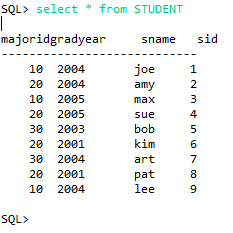 SQL> select * from STUDENT
majoridgradyear sname sid
-----------------------------
10 2004 joe 1
20 2004 amy 2
10 2005 max 3
20 2005 sue 4
30 2003 bob 5
20 2001 kim 6
30 2004 art 7
20 2001 pat 8
10 2004 lee 9
SQL>